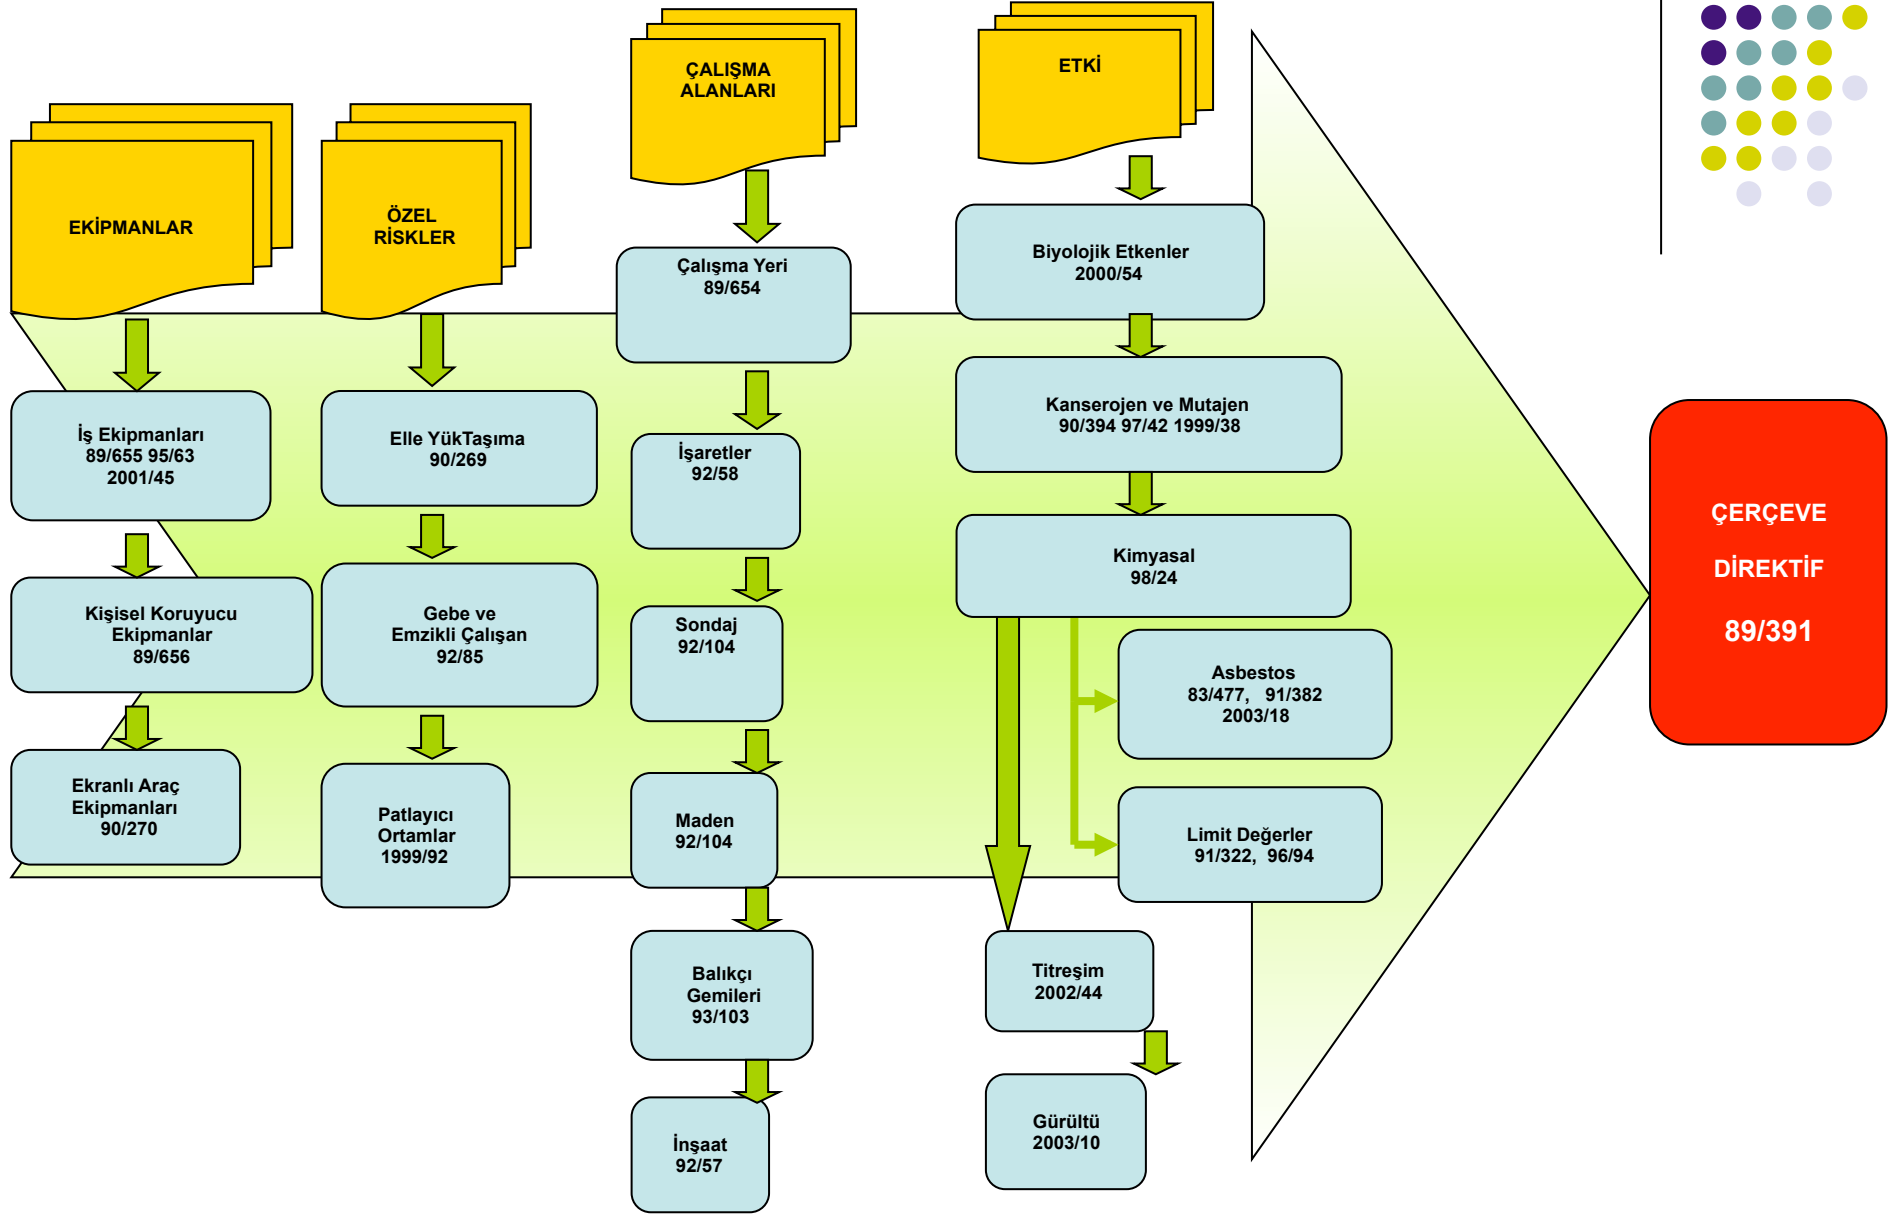 EKİPMANLAR
İş Ekipmanları
89/655 95/63
2001/45
Kişisel Koruyucu
Ekipmanlar
89/656
Ekranlı Araç
Ekipmanları
90/270
ÖZEL
RİSKLER
Elle YükTaşıma
90/269
Gebe ve
Emzikli Çalışan
92/85
Patlayıcı
Ortamlar
1999/92
ÇALIŞMA
ALANLARI
Çalışma Yeri
89/654
İşaretler
92/58
Sondaj
92/104
Maden
92/104
Balıkçı
Gemileri
93/103
İnşaat
92/57
ETKİ
Biyolojik Etkenler
2000/54
Kanserojen ve Mutajen
90/394 97/42 1999/38
Kimyasal
98/24
Asbestos
83/477, 91/382
2003/18
Limit Değerler
91/322, 96/94
Titreşim
2002/44
Gürültü
2003/10
ÇERÇEVE
DİREKTİF
89/391